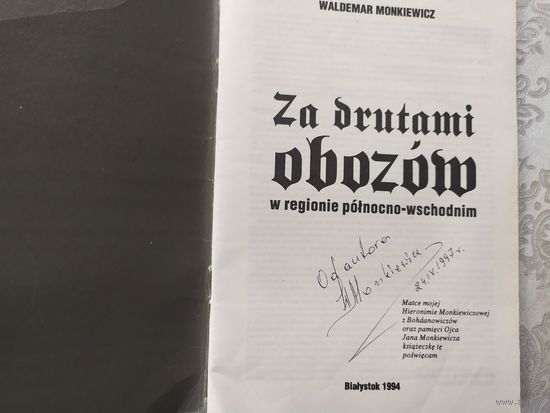 WALDEMAR MONKIEWICZ
Za drutami
obozów
w regionie północno-wschodnim
Od autora
WMonkiewicz
24.IV.1997 r.
Matce mojej
Hieronimie Monkiewiczowej
z Bohdanowiczów
oraz pamięci Ojca
Jana Monkiewicza
książeczkę tę
poświęcam
Białystok 1994